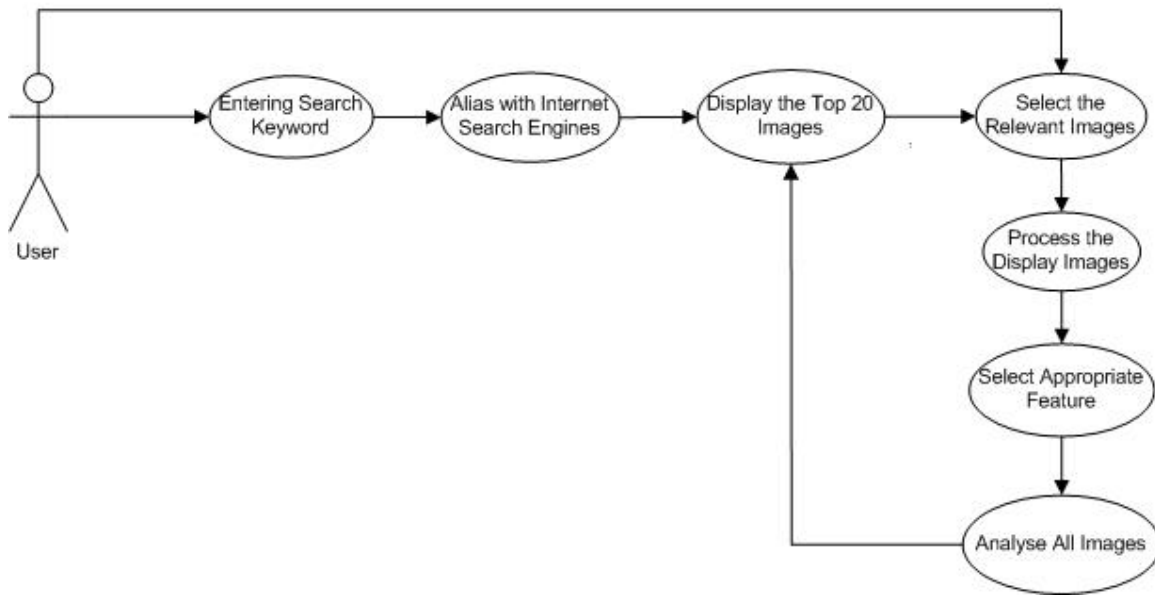 Entering Search
Keyword
Alias with Internet
Search Engines
Display the Top 20
Images
Select the
Relevant Images
User
Process the
Display Images
Select Appropriate
Feature
Analyse All Images